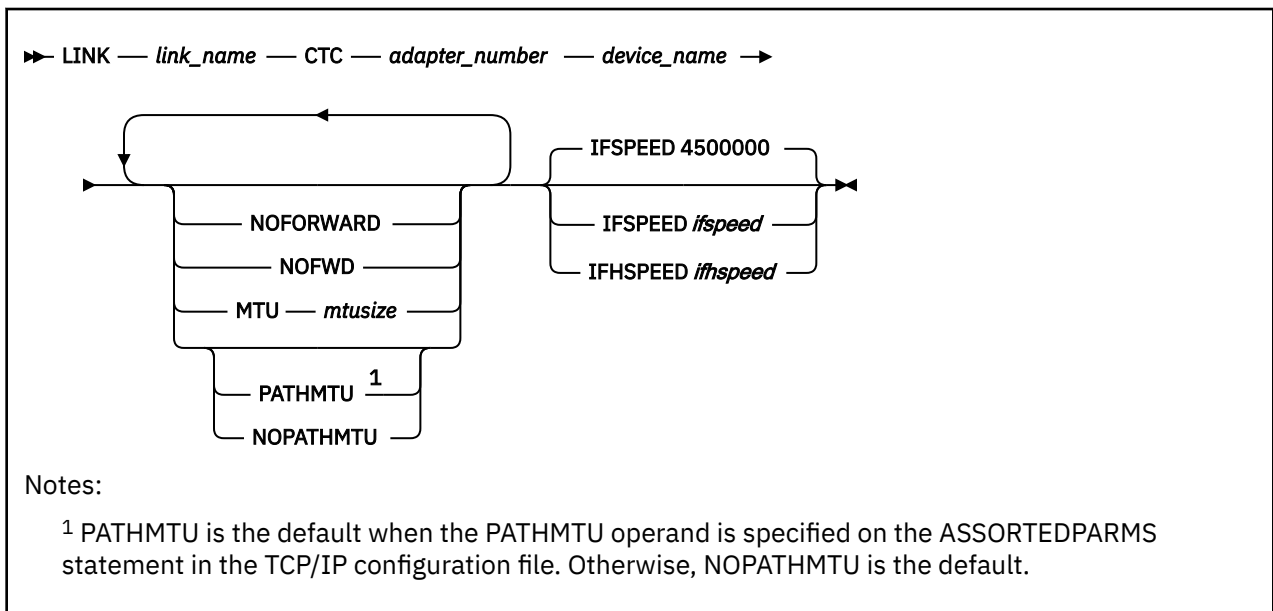 LINK link_name CTC adapter_number device_name
IFSPEED 4500000
NOFORWARD
IFSPEED ifspeed
NOFWD
IFHSPEED ifhspeed
MTU mtusize
PATHMTU 1
NOPATHMTU
Notes:
1 PATHMTU is the default when the PATHMTU operand is specified on the ASSORTEDPARMS
statement in the TCP/IP configuration file. Otherwise, NOPATHMTU is the default.